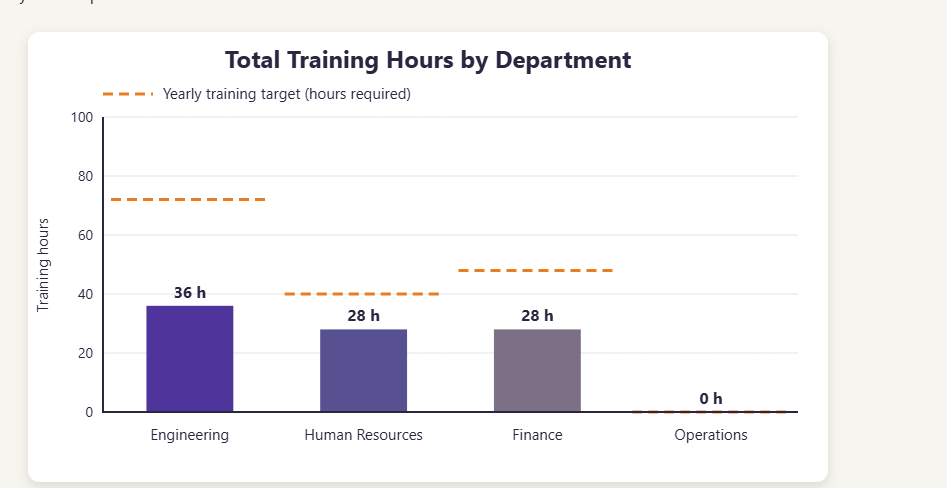 Total Training Hours by Department
Yearly training target (hours required)
100
80
60
40
20
0
Training hours
36 h
28 h
28 h
0 h
Engineering
Human Resources
Finance
Operations